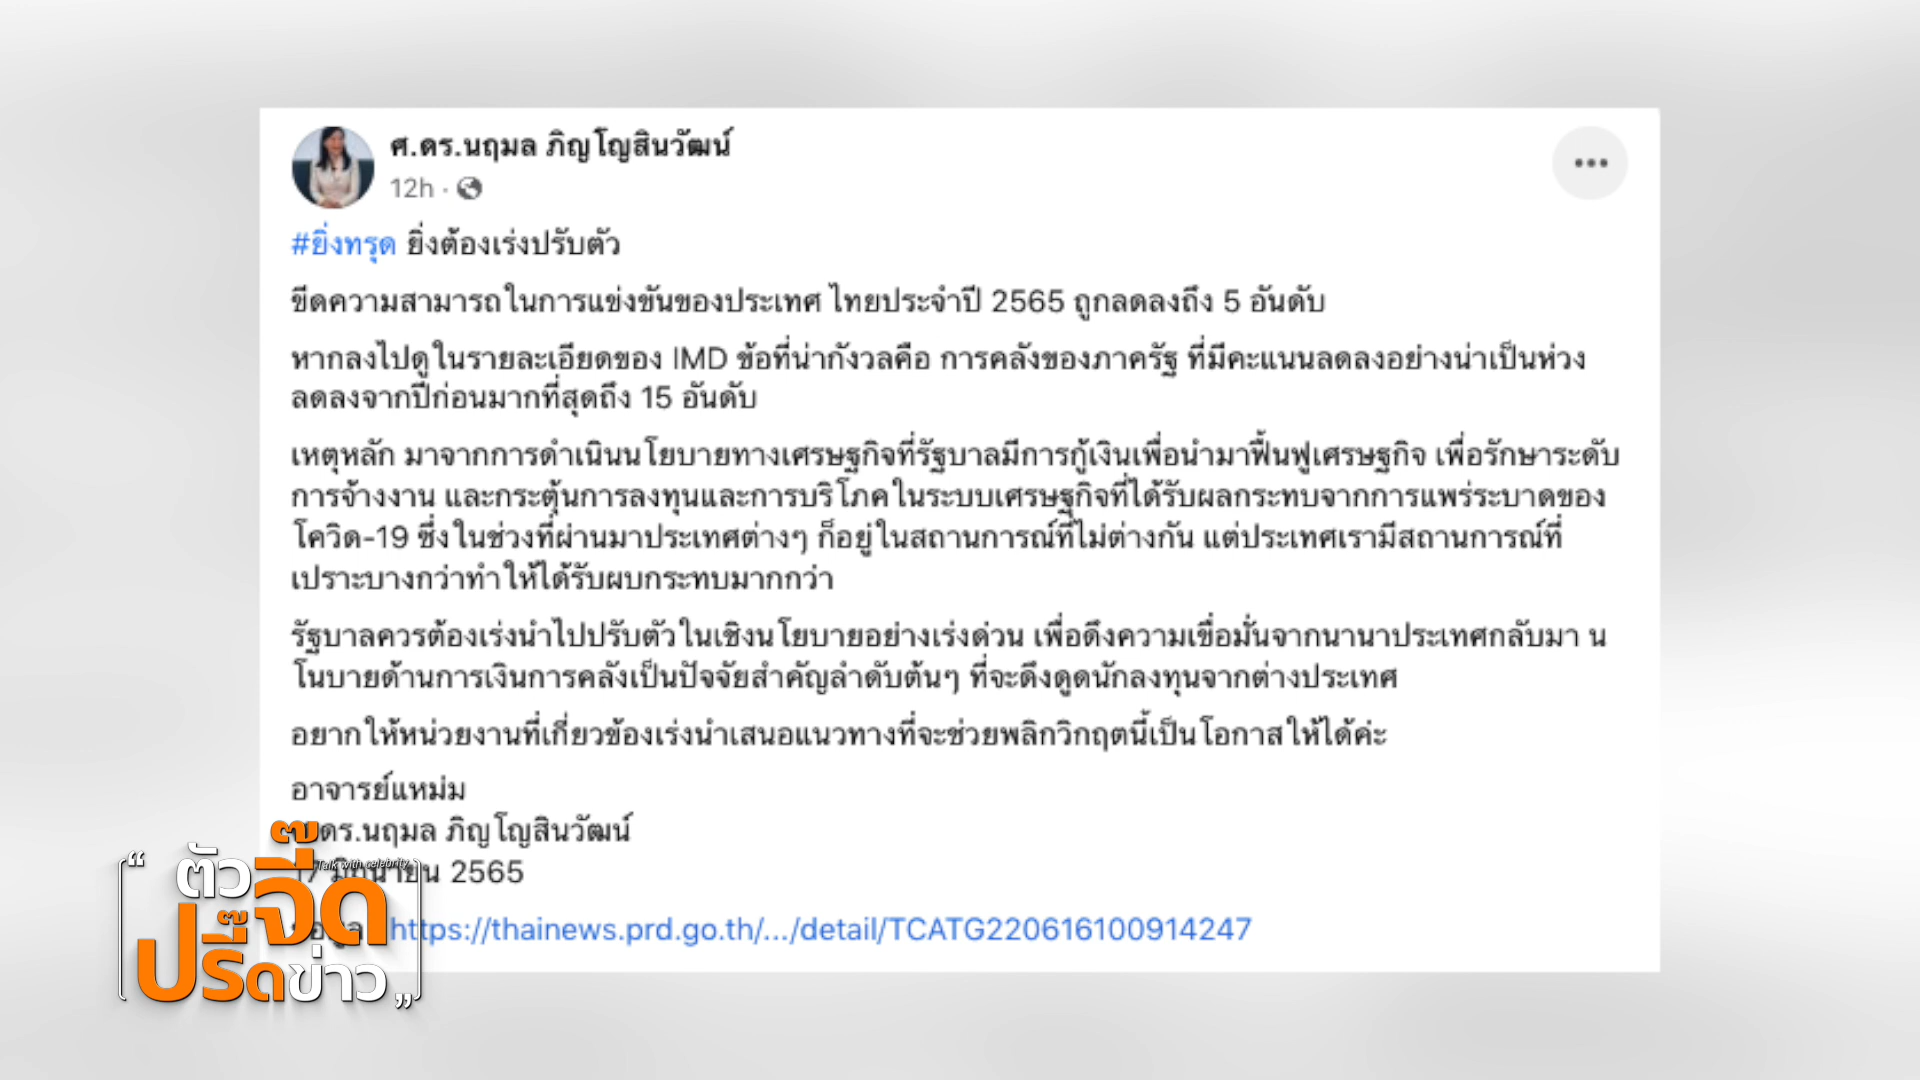 ศ.ดร.นฤมล ภิญโญสินวัฒน์
12h ·
#ยิ่งทรุด ยิ่งต้องเร่งปรับตัว
ขีดความสามารถในการแข่งขันของประเทศ ไทยประจำปี 2565 ถูกลดลงถึง 5 อันดับ
หากลงไปดูในรายละเอียดของ IMD ข้อที่น่ากังวลคือ การคลังของภาครัฐ ที่มีคะแนนลดลงอย่างน่าเป็นห่วง
ลดลงจากปีก่อนมากที่สุดถึง 15 อันดับ
เหตุหลัก มาจากการดำเนินนโยบายทางเศรษฐกิจที่รัฐบาลมีการกู้เงินเพื่อนำมาฟื้นฟูเศรษฐกิจ เพื่อรักษาระดับ
การจ้างงาน และกระตุ้นการลงทุนและการบริโภคในระบบเศรษฐกิจที่ได้รับผลกระทบจากการแพร่ระบาดของ
โควิด-19 ซึ่งในช่วงที่ผ่านมาประเทศต่างๆ ก็อยู่ในสถานการณ์ที่ไม่ต่างกัน แต่ประเทศเรามีสถานการณ์ที่
เปราะบางกว่าทำให้ได้รับผบกระทบมากกว่า
รัฐบาลควรต้องเร่งนำไปปรับตัวในเชิงนโยบายอย่างเร่งด่วน เพื่อดึงความเชื่อมั่นจากนานาประเทศกลับมา น
โนบายด้านการเงินการคลังเป็นปัจจัยสำคัญลำดับต้นๆ ที่จะดึงดูดนักลงทุนจากต่างประเทศ
อยากให้หน่วยงานที่เกี่ยวข้องเร่งนำเสนอแนวทางที่จะช่วยพลิกวิกฤตนี้เป็นโอกาสให้ได้ค่ะ
อาจารย์แหม่ม
ดร.นฤมล ภิญโญสินวัฒน์
17 มิถุนายน 2565
https://thainews.prd.go.th/.../detail/TCATG220616100914247
“ตัวจี๊ด
Talk with celebrity
ปรี๊ดข่าว„